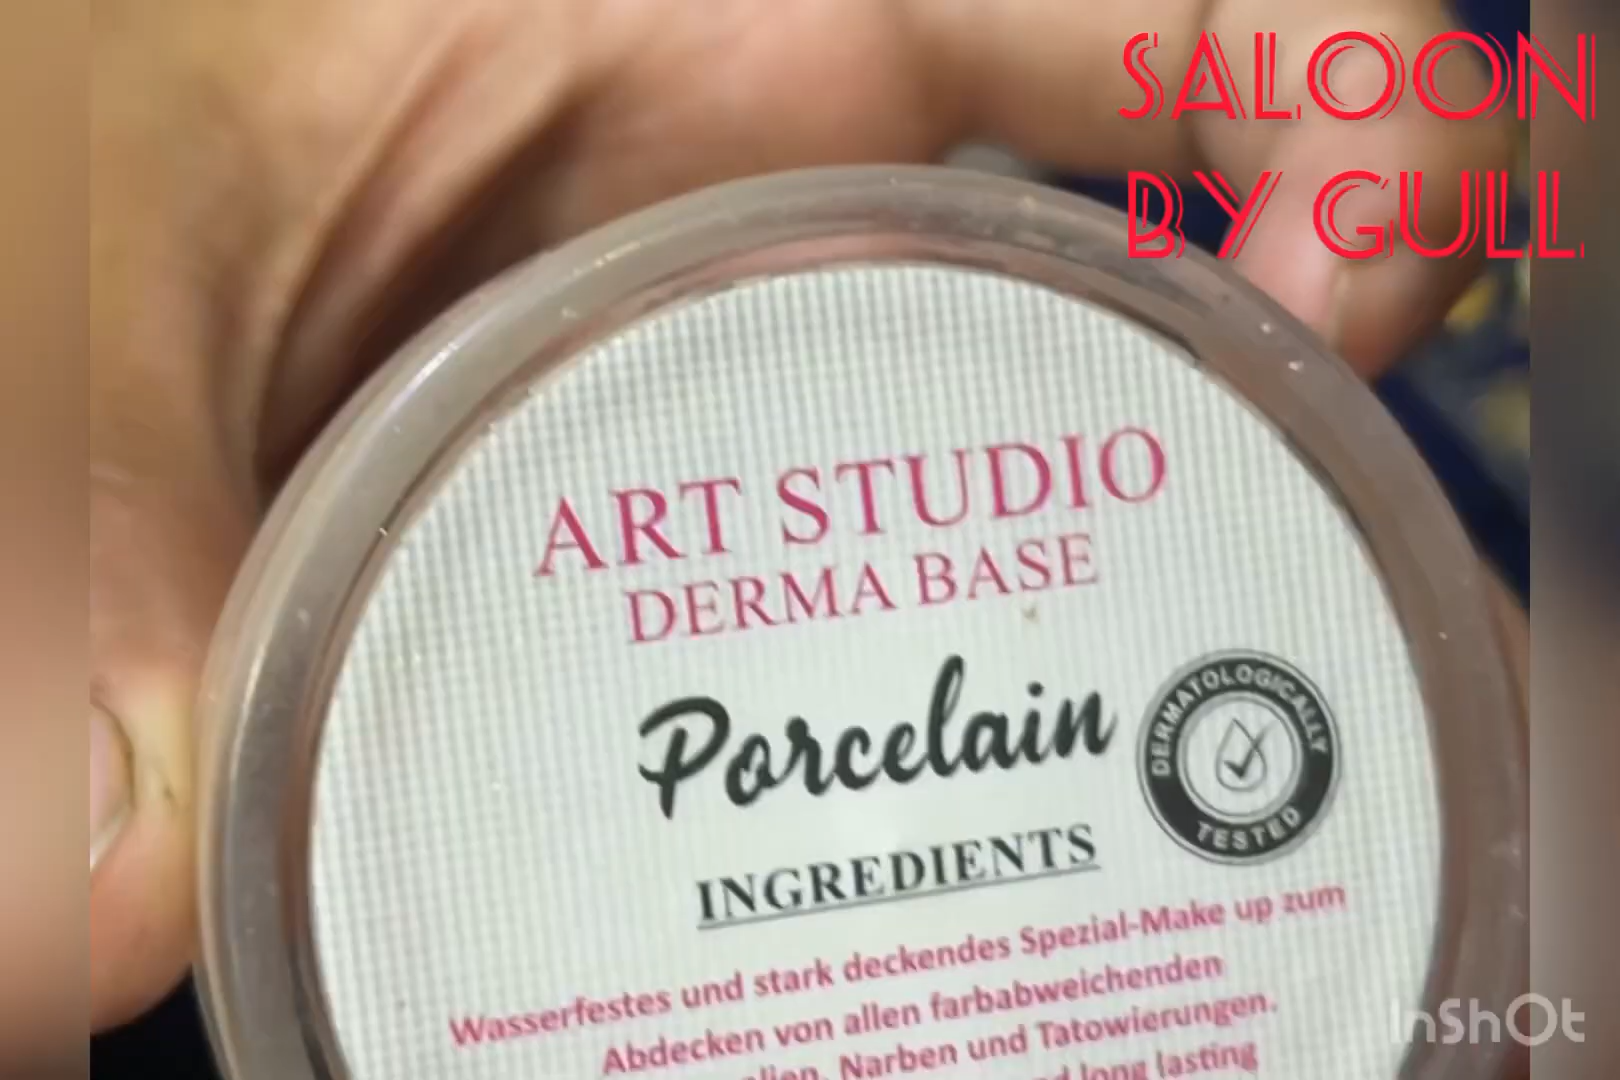 SALOON
BY GULL
ART STUDIO
DERMA BASE
Porcelain
DERMATOLOGICALLY
TESTED
INGREDIENTS
Wasserfestes und stark deckendes Spezial-Make up zum
Abdecken von allen farbabweichenden
Narben und Tatowierungen.
long lasting
InShOt